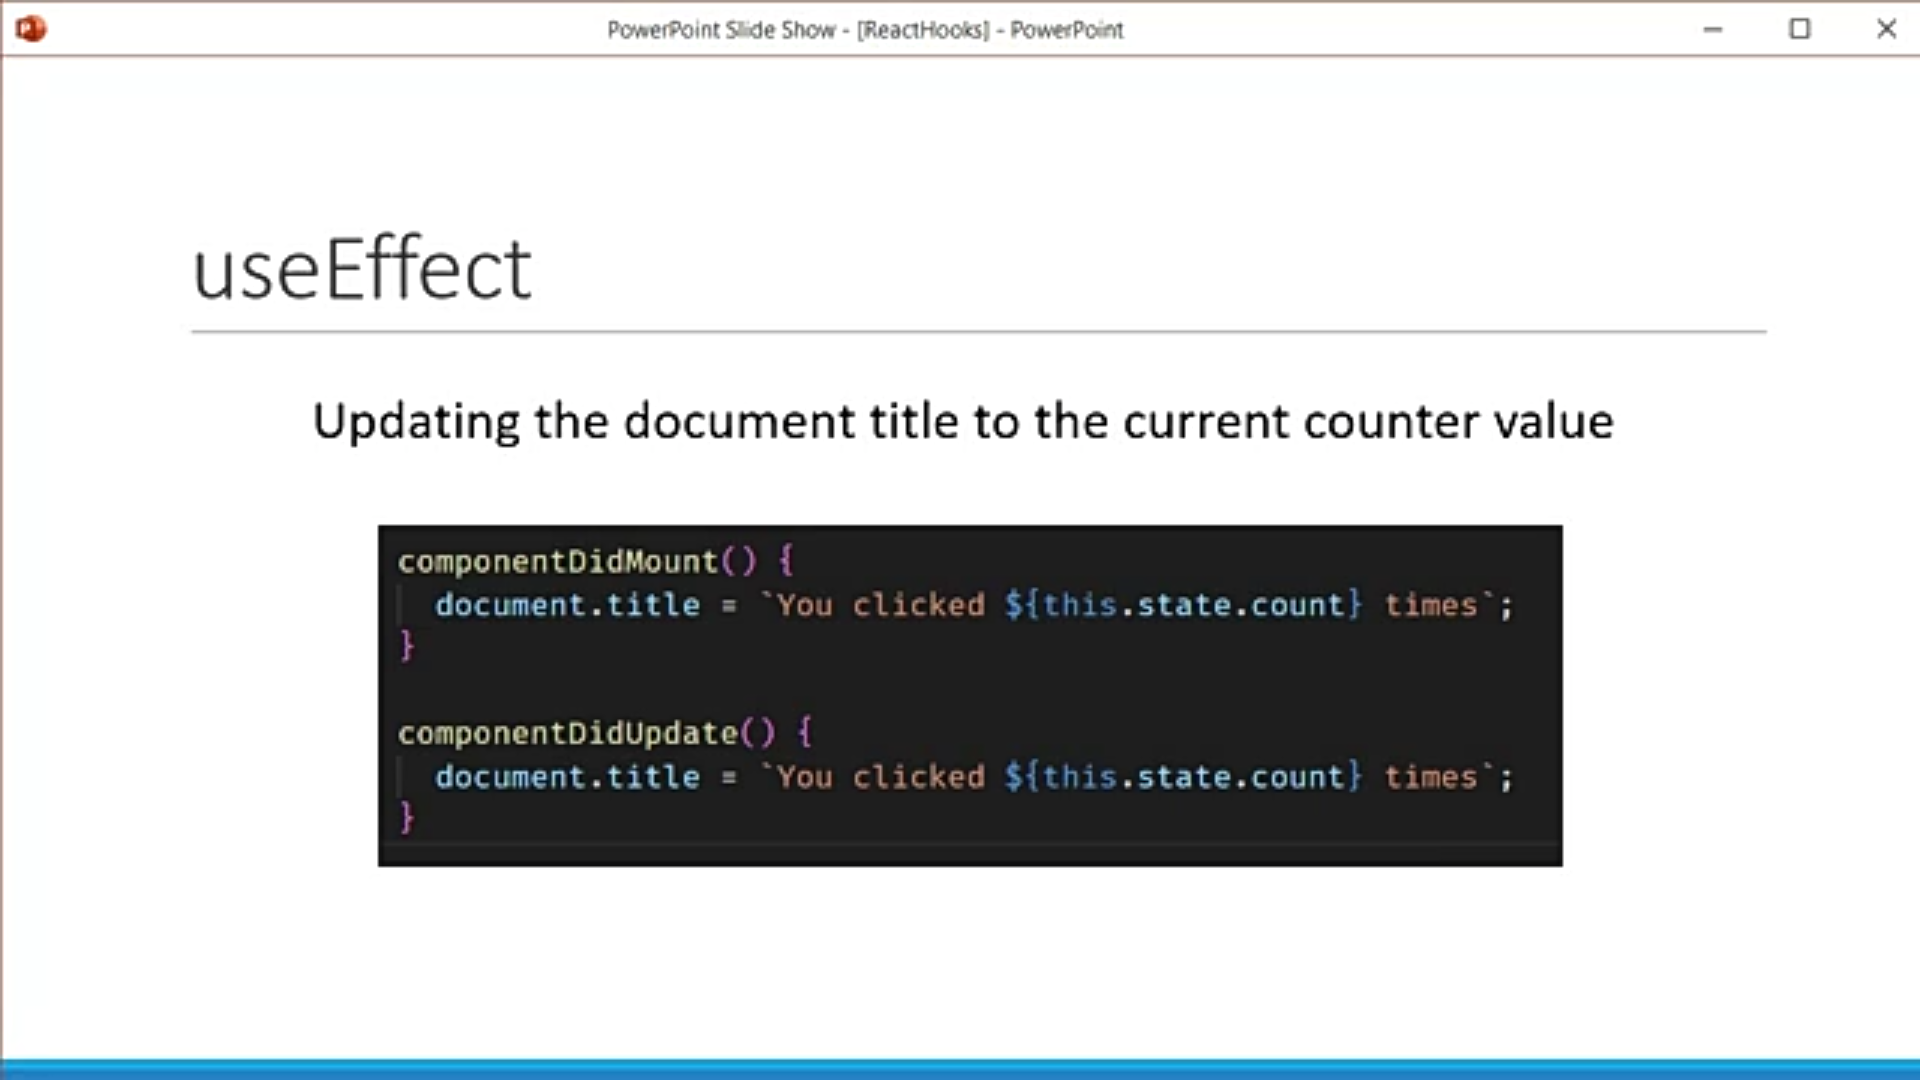 PowerPoint Slide Show - [ReactHooks] - PowerPoint
useEffect
Updating the document title to the current counter value
componentDidMount() {
  document.title = `You clicked ${this.state.count} times`;
}
componentDidUpdate() {
  document.title = `You clicked ${this.state.count} times`;
}